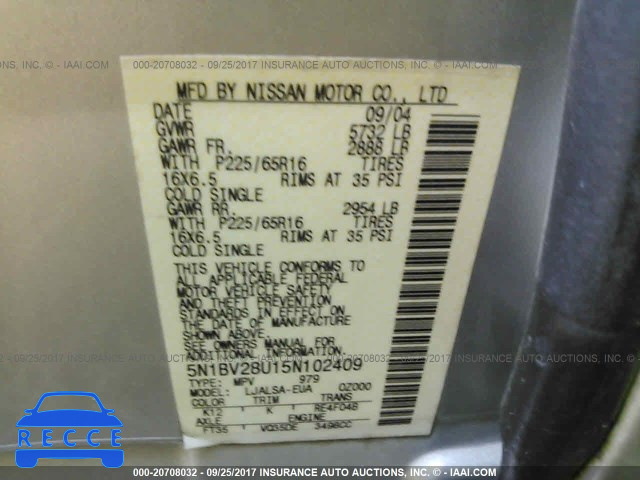 000-20708032 - 09/25/2017 INSURANCE AUTO AUCTIONS, INC. © - IAAI.COM
MFD BY NISSAN MOTOR CO., LTD
DATE 09/04
GVWR 5732 LB
GAWR FR. 2888 LB
WITH P225/65R16 TIRES
16X6.5 RIMS AT 35 PSI
COLD SINGLE
GAWR RR. 2954 LB
WITH P225/65R16 TIRES
16X6.5 RIMS AT 35 PSI
COLD SINGLE
THIS VEHICLE CONFORMS TO
ALL APPLICABLE FEDERAL
MOTOR VEHICLE SAFETY
AND THEFT PREVENTION
STANDARDS IN EFFECT ON
THE DATE OF MANUFACTURE
SHOWN ABOVE.
SEE OWNERS MANUAL FOR
ADDITIONAL INFORMATION.
5N1BV28U15N102409
TYPE: MPV 979
MODEL: LJALSA-EUA OZ000
COLOR TRIM TRANS
K12 K RE4F04B
AXLE ENGINE
FT35 VQ35DE 3498CC
RECCE
000-20708032 - 09/25/2017 INSURANCE AUTO AUCTIONS, INC. © - IAAI.COM